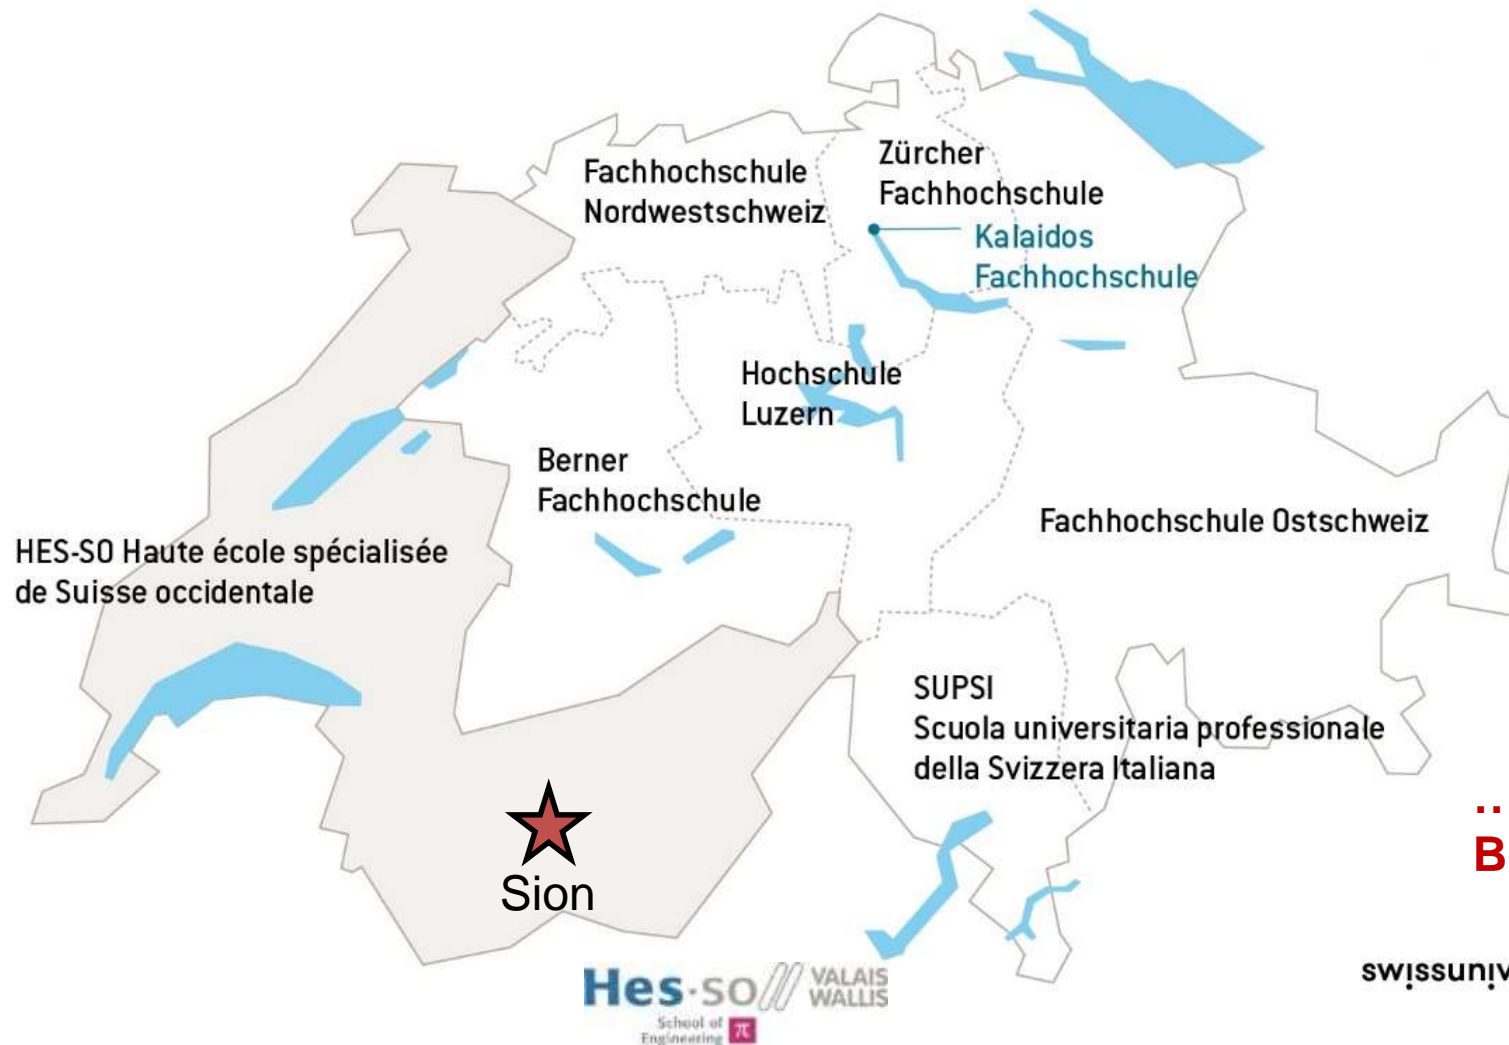 Zürcher
Fachhochschule
Fachhochschule
Nordwestschweiz
Kalaidos
Fachhochschule
Hochschule
Luzern
Berner
Fachhochschule
Fachhochschule Ostschweiz
HES-SO Haute école spécialisée
de Suisse occidentale
SUPSI
Scuola universitaria professionale
della Svizzera Italiana
..
B
Sion
swissuniv
Hes·so VALAIS
WALLIS
School of
Engineering π